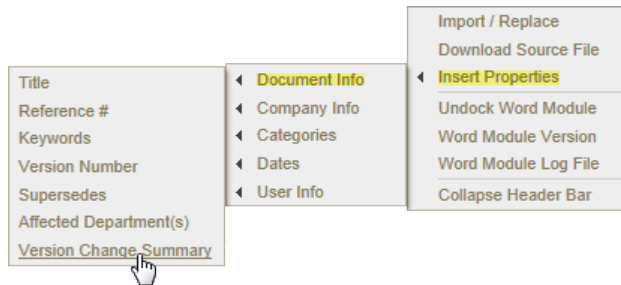 Import / Replace
Download Source File
Insert Properties
Undock Word Module
Word Module Version
Word Module Log File
Collapse Header Bar
Document Info
Company Info
Categories
Dates
User Info
Title
Reference #
Keywords
Version Number
Supersedes
Affected Department(s)
Version Change Summary